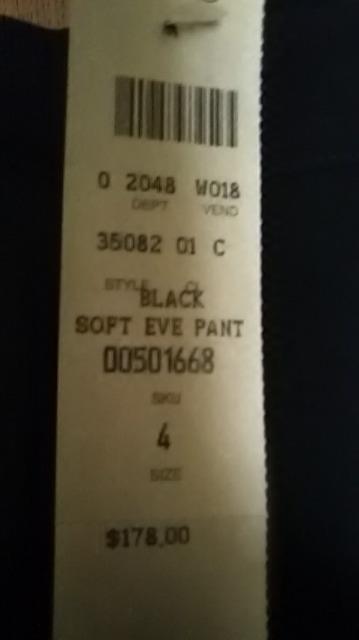 0 2048 W018
DEPT VEND
35082 01 C
STYLE CL
BLACK
SOFT EVE PANT
00501668
SKU
4
SIZE
$178.00